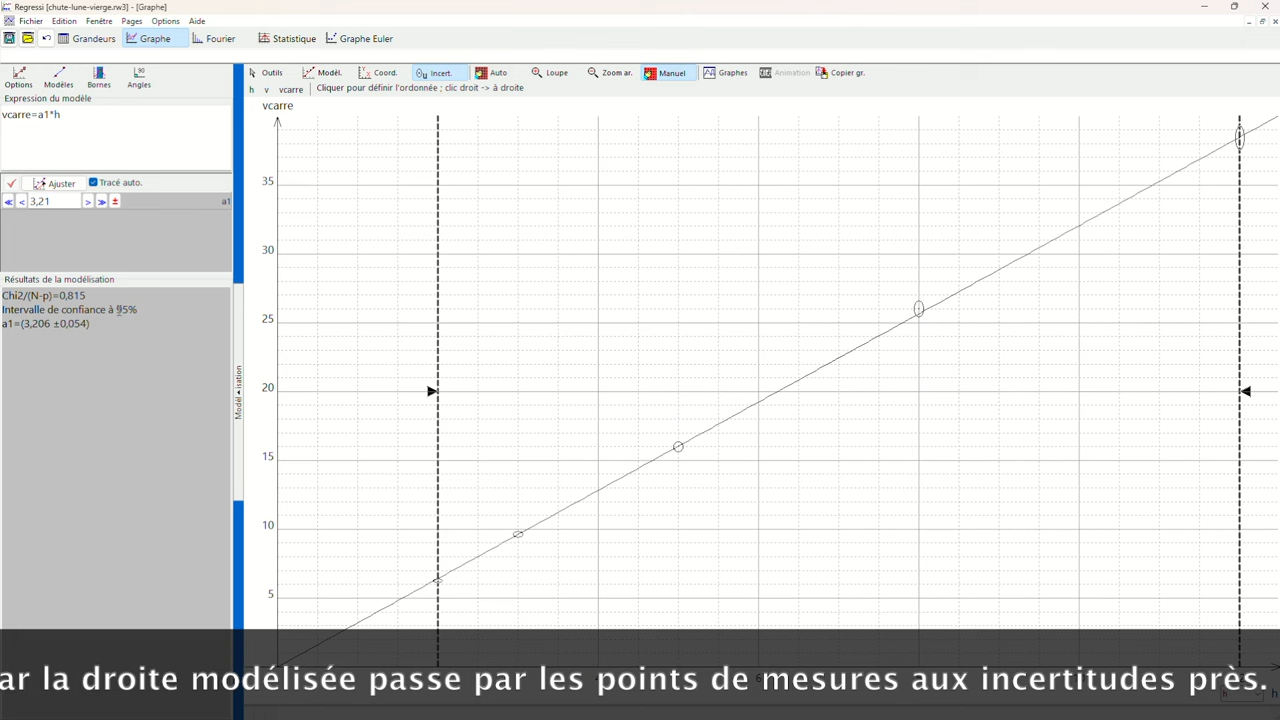 Regressi [chute-lune-vierge.rw3] - [Graphe]
Fichier Edition Fenêtre Pages Options Aide
Grandeurs Graphe Fourier Statistique Graphe Euler
Options Modèles Bornes Angles
Outils Modél. Coord. Incert. Auto Loupe Zoom ar. Manuel Graphes Animation Copier gr.
h v vcarre Cliquer pour définir l'ordonnée ; clic droit -> à droite
Expression du modèle
vcarre=a1*h
Ajuster Tracé auto.
3,21 a1
Résultats de la modélisation
Chi2/(N-p)=0,815
Intervalle de confiance à 95%
a1=(3,206 ±0,054)
Modélisation
vcarre
35
30
25
20
15
10
5
h
ar la droite modélisée passe par les points de mesures aux incertitudes près.